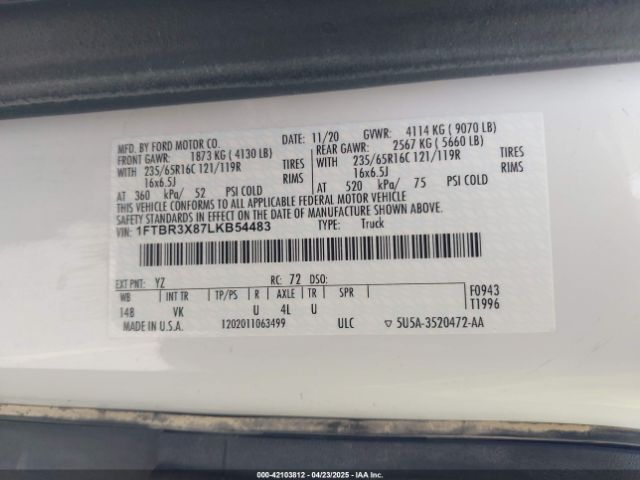 MFD. BY FORD MOTOR CO. DATE: 11/20 GVWR: 4114 KG ( 9070 LB)
FRONT GAWR: 1873 KG ( 4130 LB) REAR GAWR: 2567 KG ( 5660 LB)
WITH 235/65R16C 121/119R TIRES WITH 235/65R16C 121/119R TIRES
16x6.5J RIMS 16x6.5J RIMS
AT 360 kPa/ 52 PSI COLD AT 520 kPa/ 75 PSI COLD
THIS VEHICLE CONFORMS TO ALL APPLICABLE FEDERAL MOTOR VEHICLE
SAFETY STANDARDS IN EFFECT ON THE DATE OF MANUFACTURE SHOWN ABOVE.
VIN: 1FTBR3X87LKB54483 TYPE: Truck
EXT PNT: YZ RC: 72 DSO:
WB INT TR TP/PS R AXLE TR SPR F0943
148 VK U 4L U T1996
MADE IN U.S.A. 1202011063499 ULC ▽ 5U5A-3520472-AA
000-42103812 - 04/23/2025 - IAA Inc.